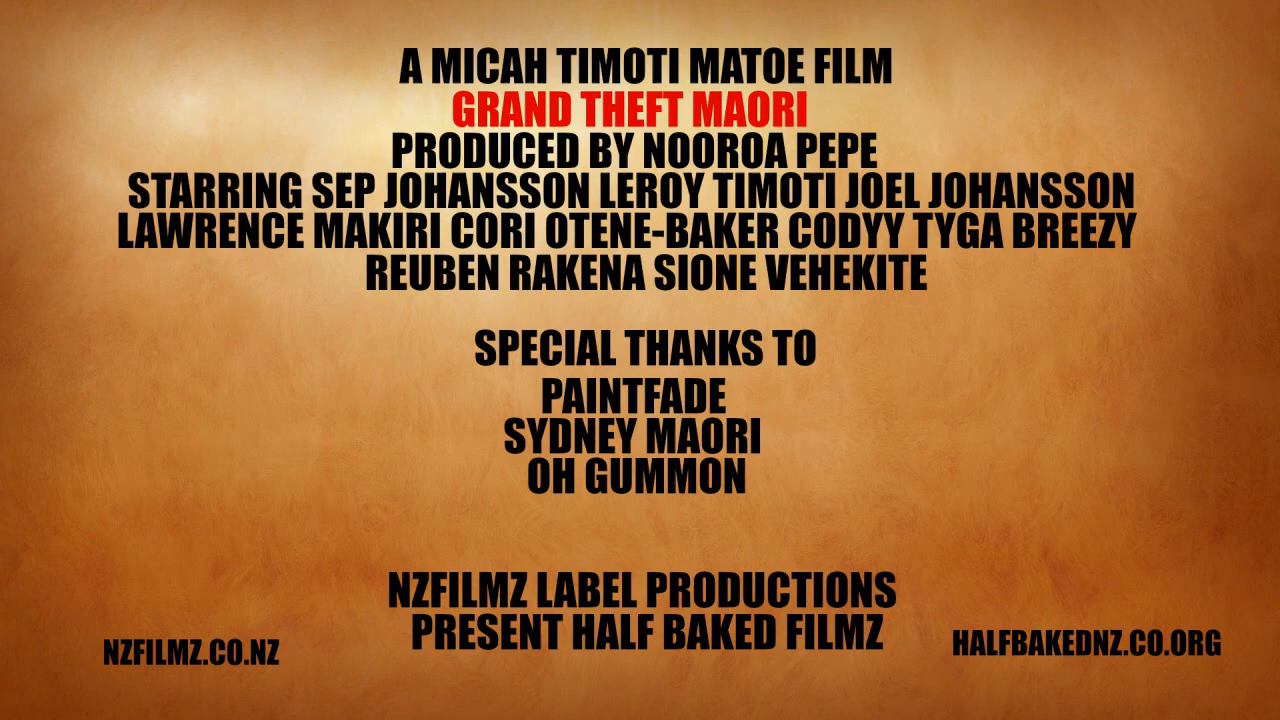 A MICAH TIMOTI MATOE FILM
GRAND THEFT MAORI
PRODUCED BY NOOROA PEPE
STARRING SEP JOHANSSON LEROY TIMOTI JOEL JOHANSSON
LAWRENCE MAKIRI CORI OTENE-BAKER CODYY TYGA BREEZY
REUBEN RAKENA SIONE VEHEKITE
SPECIAL THANKS TO
PAINTFADE
SYDNEY MAORI
OH GUMMON
NZFILMZ LABEL PRODUCTIONS
PRESENT HALF BAKED FILMZ
NZFILMZ.CO.NZ
HALFBAKEDNZ.CO.ORG